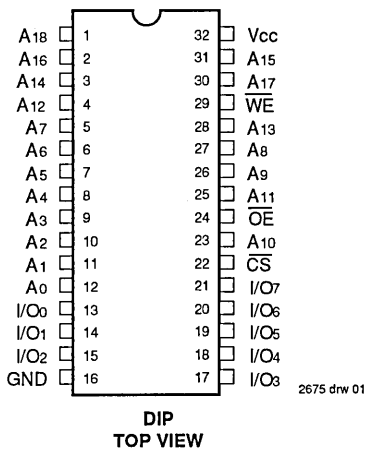 A18 1 32 Vcc
A16 2 31 A15
A14 3 30 A17
A12 4 29 W̅E̅
A7 5 28 A13
A6 6 27 A8
A5 7 26 A9
A4 8 25 A11
A3 9 24 O̅E̅
A2 10 23 A10
A1 11 22 C̅S̅
A0 12 21 I/O7
I/O0 13 20 I/O6
I/O1 14 19 I/O5
I/O2 15 18 I/O4
GND 16 17 I/O3
2675 drw 01
DIP
TOP VIEW